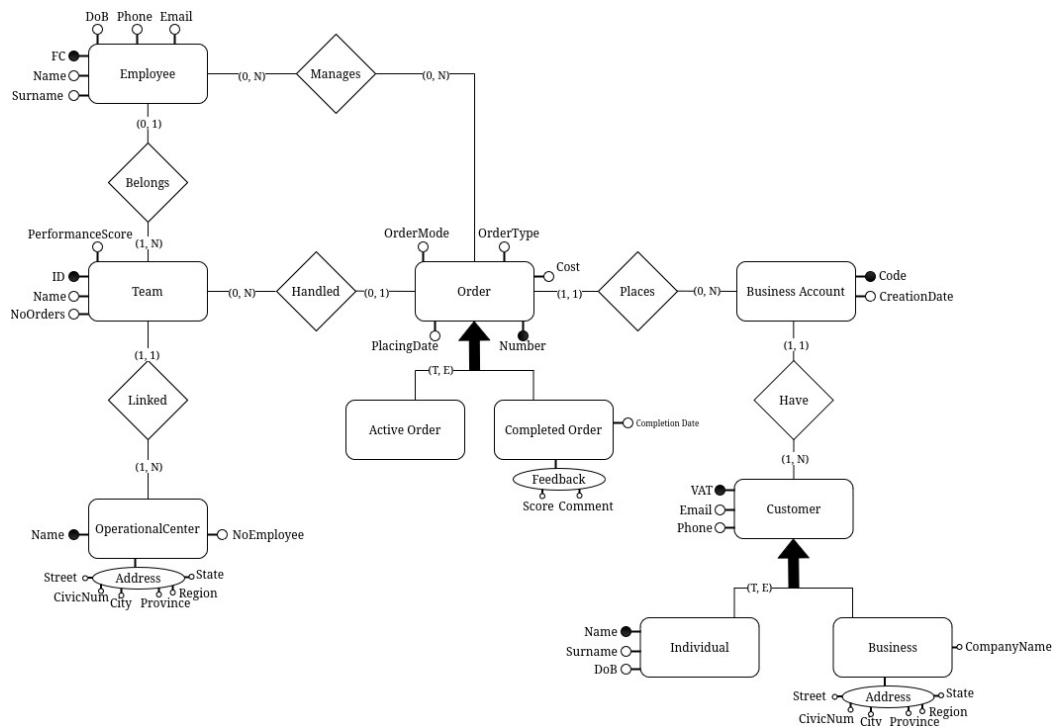 DoB Phone Email
FC
Name
Surname
Employee
(0, N)
Manages
(0, N)
(0, 1)
Belongs
(1, N)
PerformanceScore
ID
Name
NoOrders
Team
(0, N)
Handled
(0, 1)
OrderMode
OrderType
Cost
Order
PlacingDate
Number
(1, 1)
Places
(0, N)
Business Account
Code
CreationDate
(1, 1)
Linked
(1, N)
(T, E)
Active Order
Completed Order
Completion Date
Feedback
Score Comment
(1, 1)
Have
(1, N)
VAT
Email
Phone
Customer
Name
OperationalCenter
NoEmployee
Address
Street
CivicNum
City
Province
Region
State
(T, E)
Name
Surname
DoB
Individual
Business
CompanyName
Address
Street
CivicNum
City
Province
Region
State